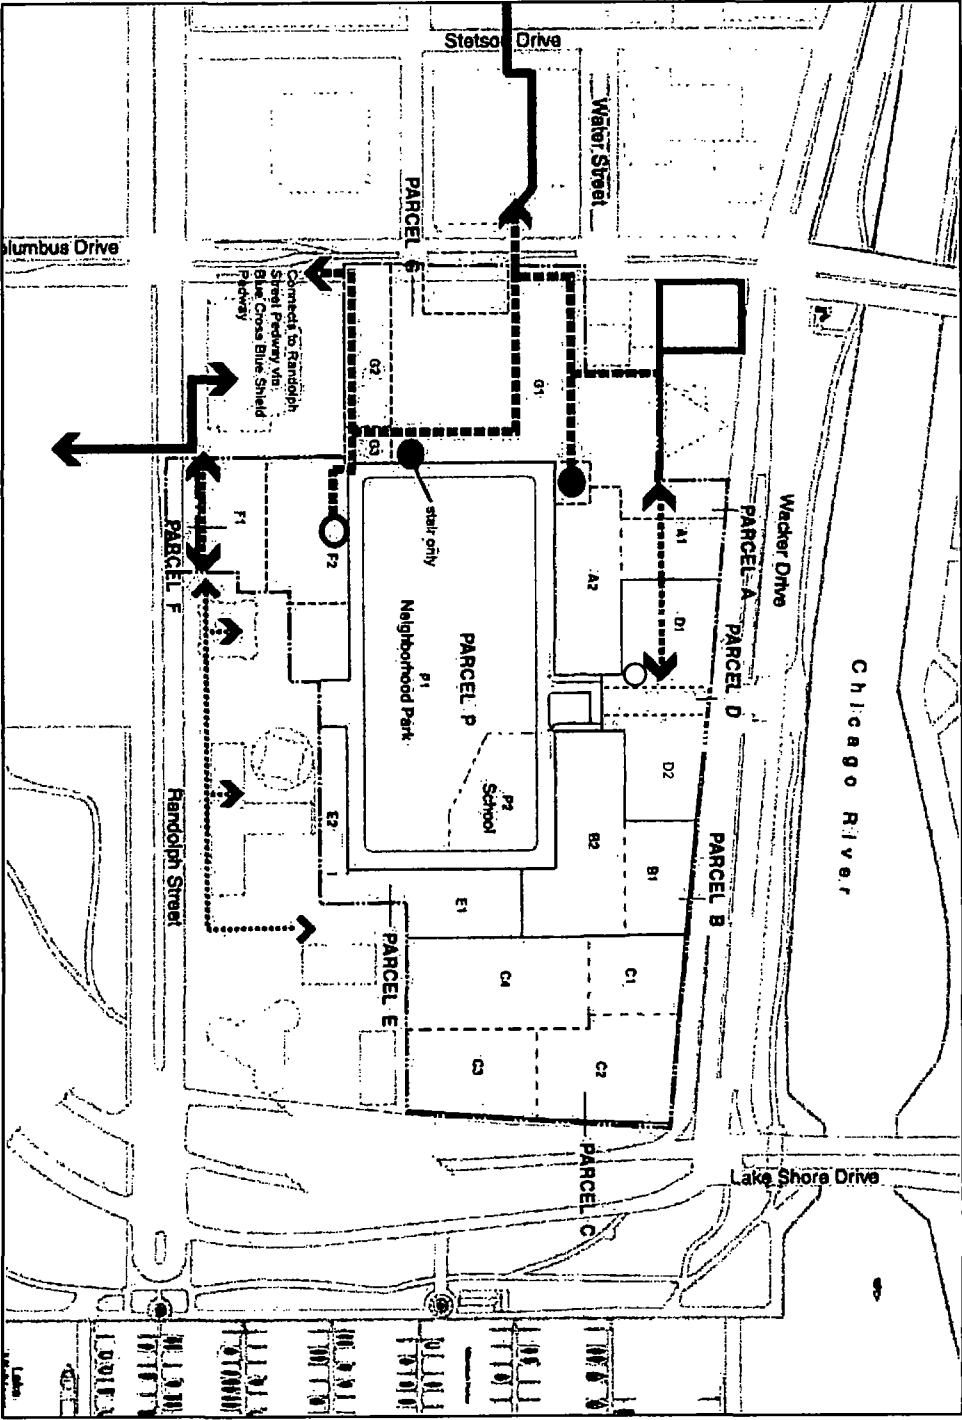 Stetson Drive
Water Street
PARCEL G
Columbus Drive
Connects to Randolph
Street Pedway via
Blue Cross Blue Shield
Pedway
G2
G3
G1
stair only
Wacker Drive
PARCEL A
A1
A2
F1
F2
PARCEL F
D1
PARCEL D
Chicago River
PARCEL P
P1
Neighborhood Park
P2
School
D2
B2
B1
PARCEL B
E2
E1
PARCEL E
Randolph Street
C4
C1
C3
C2
PARCEL C
Lake Shore Drive
Lake